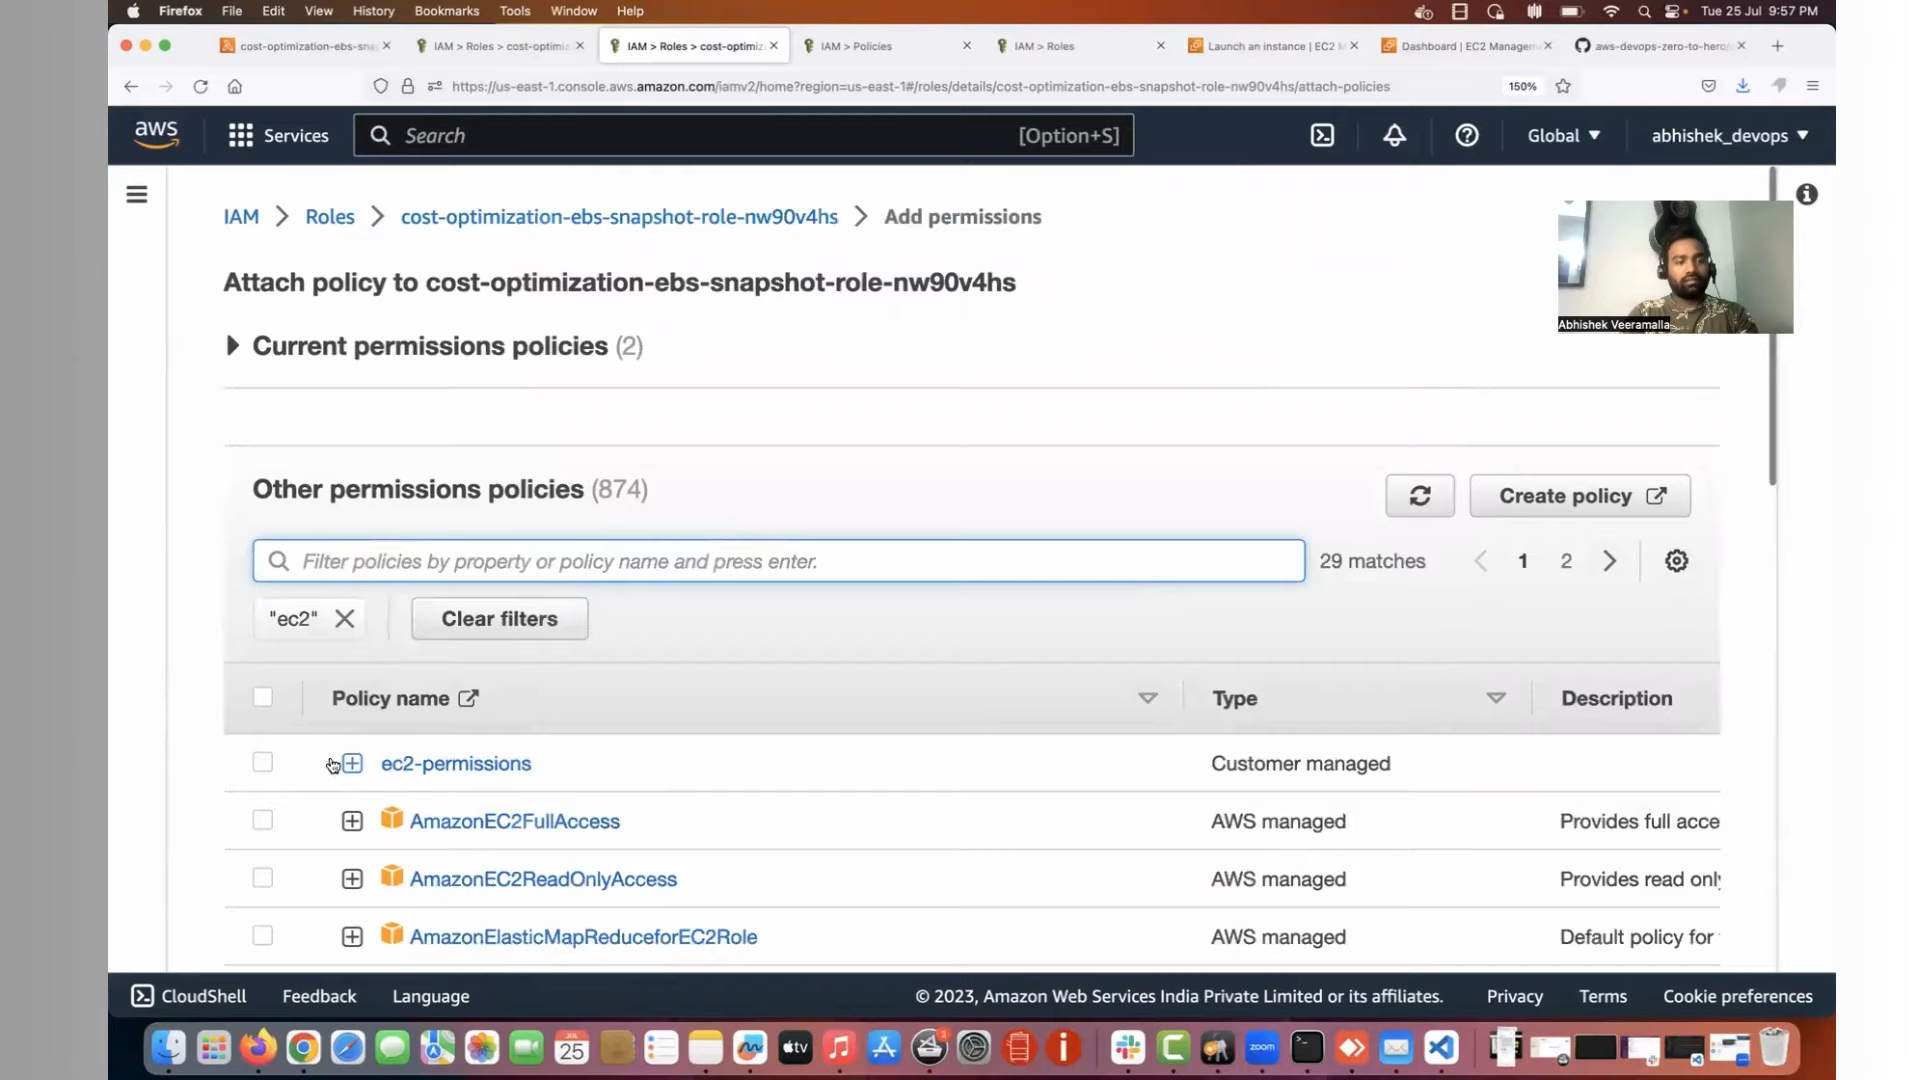 Firefox File Edit View History Bookmarks Tools Window Help Tue 25 Jul 9:57 PM
cost-optimization-ebs-sna IAM > Roles > cost-optimiz IAM > Roles > cost-optimiz IAM > Policies IAM > Roles Launch an instance | EC2 M Dashboard | EC2 Managem aws-devops-zero-to-hero/
https://us-east-1.console.aws.amazon.com/iamv2/home?region=us-east-1#/roles/details/cost-optimization-ebs-snapshot-role-nw90v4hs/attach-policies 150%
aws Services Search [Option+S] Global abhishek_devops
IAM > Roles > cost-optimization-ebs-snapshot-role-nw90v4hs > Add permissions
Attach policy to cost-optimization-ebs-snapshot-role-nw90v4hs
Abhishek Veeramalla
Current permissions policies (2)
Other permissions policies (874)
Create policy
Filter policies by property or policy name and press enter.
29 matches 1 2
"ec2" Clear filters
Policy name Type Description
ec2-permissions Customer managed
AmazonEC2FullAccess AWS managed Provides full acce
AmazonEC2ReadOnlyAccess AWS managed Provides read only
AmazonElasticMapReduceforEC2Role AWS managed Default policy for
CloudShell Feedback Language © 2023, Amazon Web Services India Private Limited or its affiliates. Privacy Terms Cookie preferences
JUL
25
tv
3
zoom